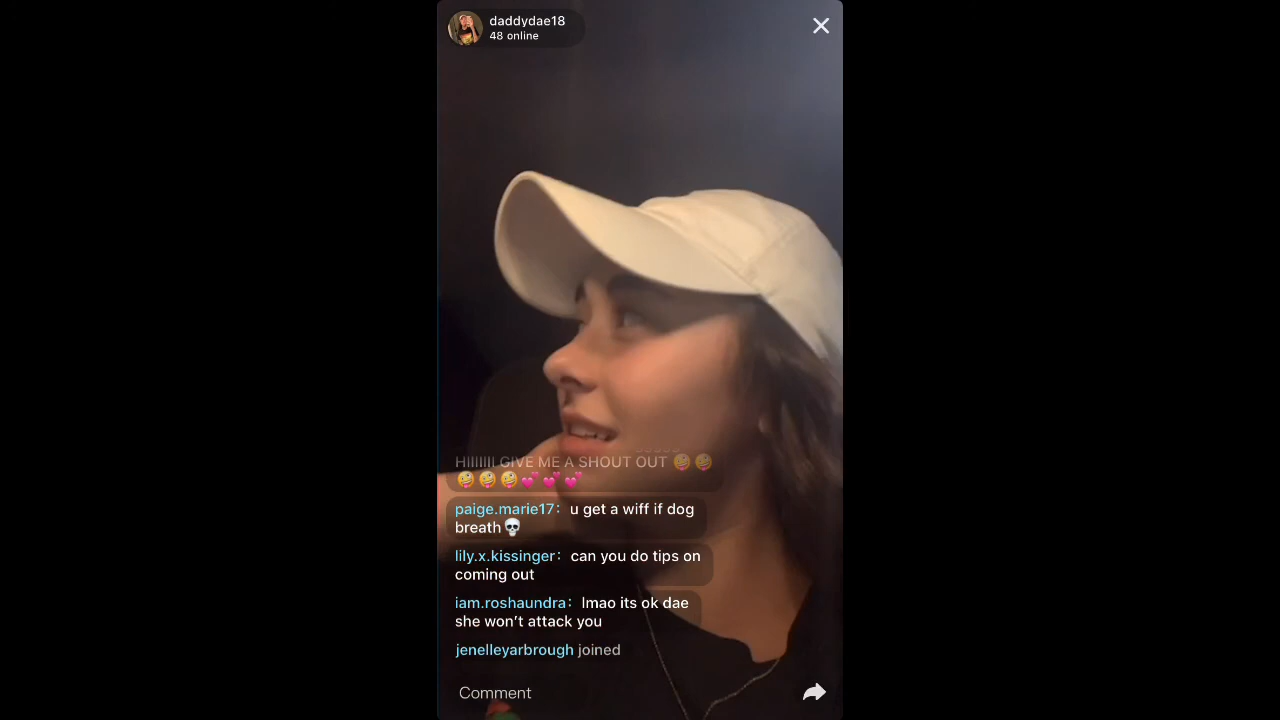 daddydae18
48 online
HIIIIIII GIVE ME A SHOUT OUT 🤪🤪
🤪🤪🤪💕💕💕
paige.marie17: u get a wiff if dog
breath💀
lily.x.kissinger: can you do tips on
coming out
iam.roshaundra: lmao its ok dae
she won’t attack you
jenelleyarbrough joined
Comment